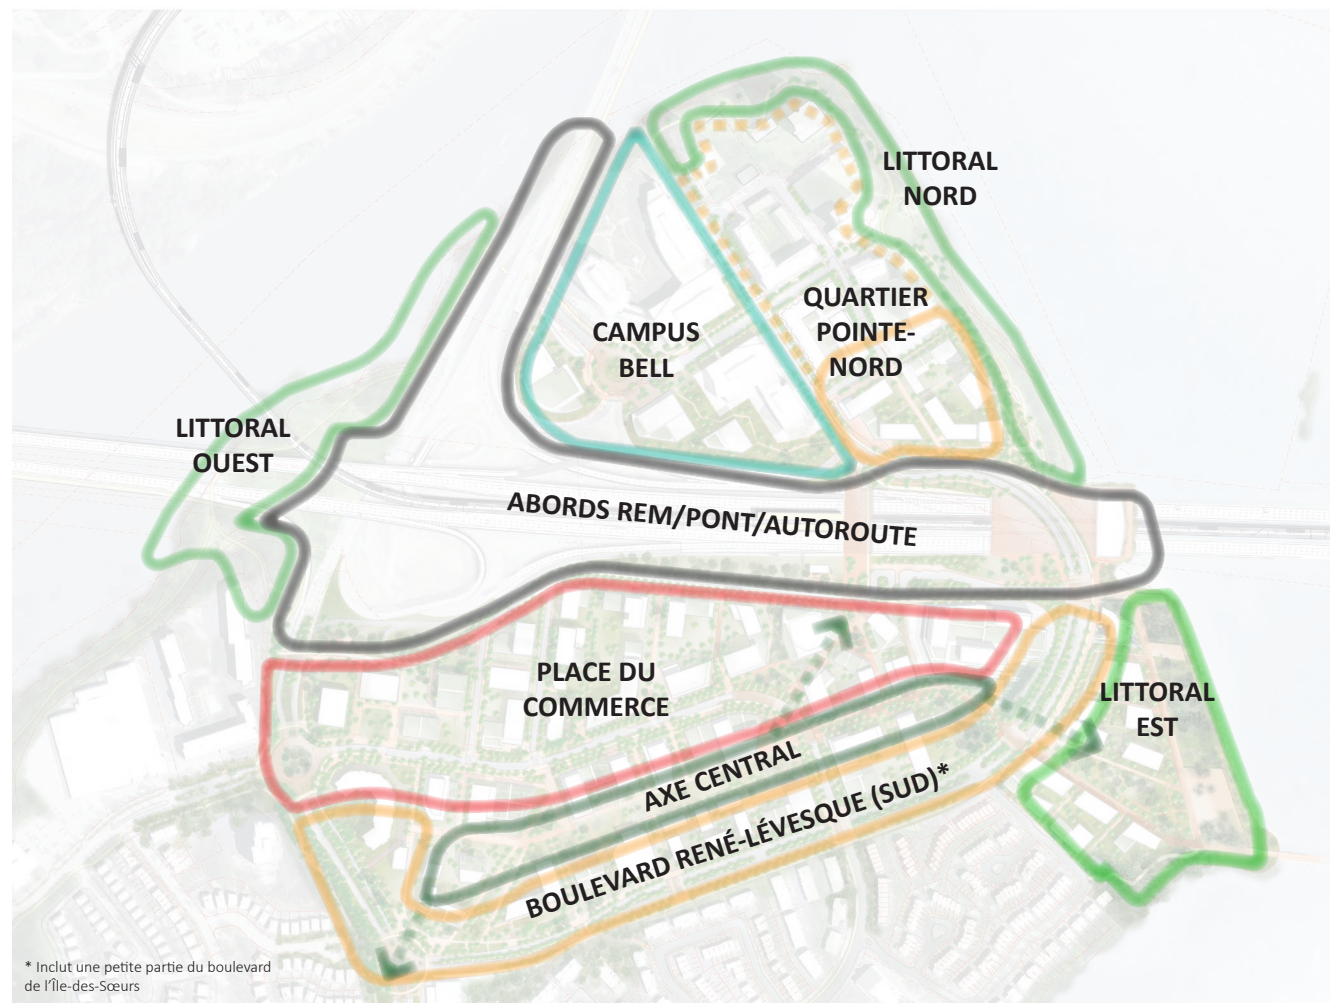 LITTORAL
NORD
QUARTIER
POINTE-
NORD
CAMPUS
BELL
LITTORAL
OUEST
ABORDS REM/PONT/AUTOROUTE
PLACE DU
COMMERCE
LITTORAL
EST
AXE CENTRAL
BOULEVARD RENÉ-LÉVESQUE (SUD)*
* Inclut une petite partie du boulevard
de l'Île-des-Sœurs